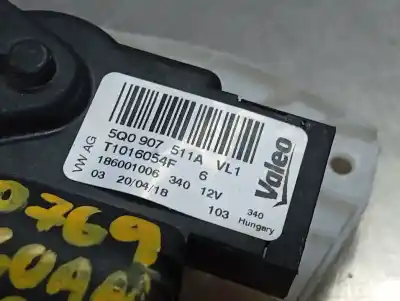 5Q0 907 511A VL1
T1016054F 6
186001006 340 12V
03 20/04/18 103
VW AG
Valeo
340
Hungary
0769